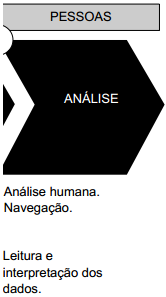 PESSOAS
ANÁLISE
Análise humana.
Navegação.
Leitura e
interpretação dos
dados.